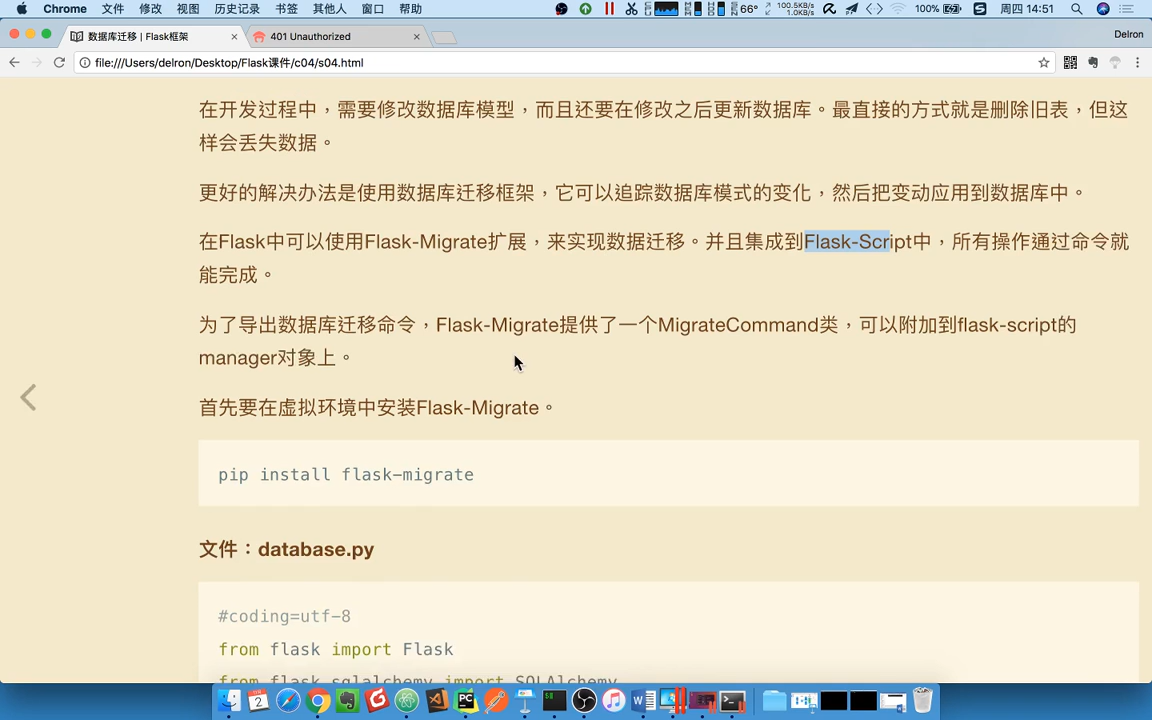 Chrome 文件 修改 视图 历史记录 书签 其他人 窗口 帮助 66° 100.5KB/s 1.0KB/s 100% 周四 14:51
数据库迁移 | Flask框架 401 Unauthorized Delron
file:///Users/delron/Desktop/Flask课件/c04/s04.html
在开发过程中，需要修改数据库模型，而且还要在修改之后更新数据库。最直接的方式就是删除旧表，但这
样会丢失数据。
更好的解决办法是使用数据库迁移框架，它可以追踪数据库模式的变化，然后把变动应用到数据库中。
在Flask中可以使用Flask-Migrate扩展，来实现数据迁移。并且集成到Flask-Script中，所有操作通过命令就
能完成。
为了导出数据库迁移命令，Flask-Migrate提供了一个MigrateCommand类，可以附加到flask-script的
manager对象上。
首先要在虚拟环境中安装Flask-Migrate。
pip install flask-migrate
文件：database.py
#coding=utf-8
from flask import Flask
from flask_sqlalchemy import SQLAlchemy